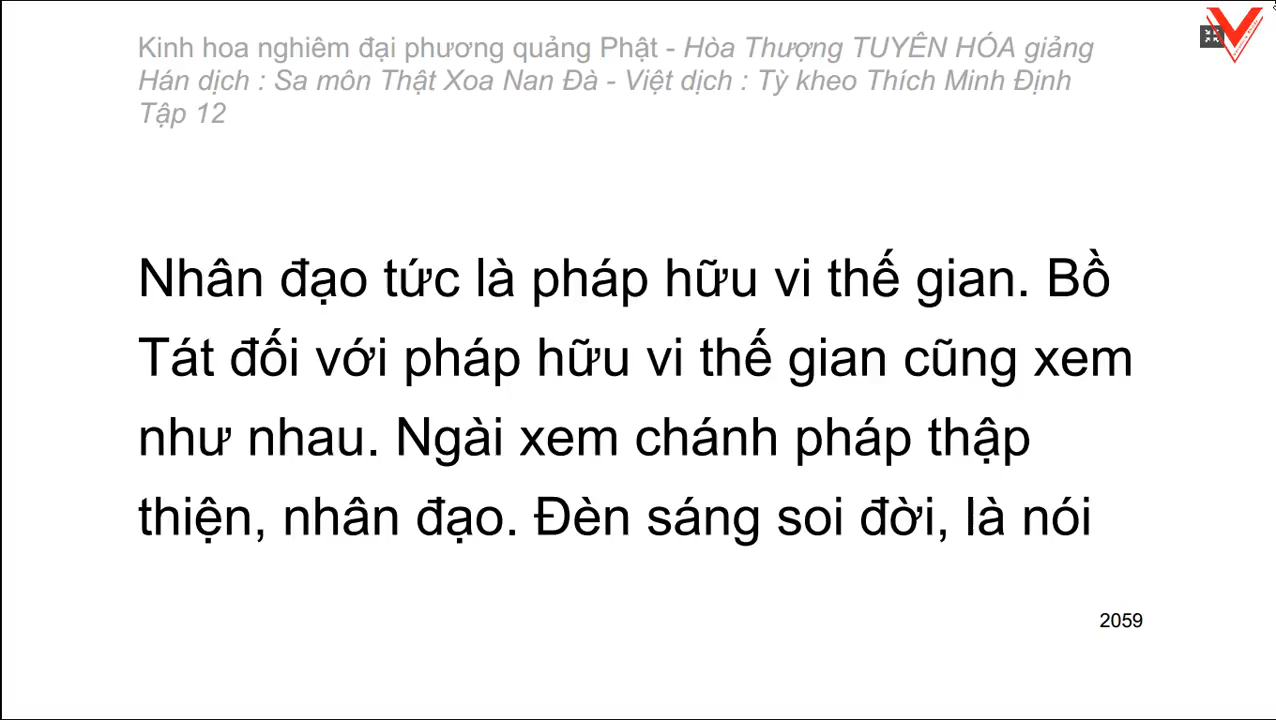 Kinh hoa nghiêm đại phương quảng Phật - Hòa Thượng TUYÊN HÓA giảng
Hán dịch : Sa môn Thật Xoa Nan Đà - Việt dịch : Tỳ kheo Thích Minh Định
Tập 12
Nhân đạo tức là pháp hữu vi thế gian. Bồ
Tát đối với pháp hữu vi thế gian cũng xem
như nhau. Ngài xem chánh pháp thập
thiện, nhân đạo. Đèn sáng soi đời, là nói
2059